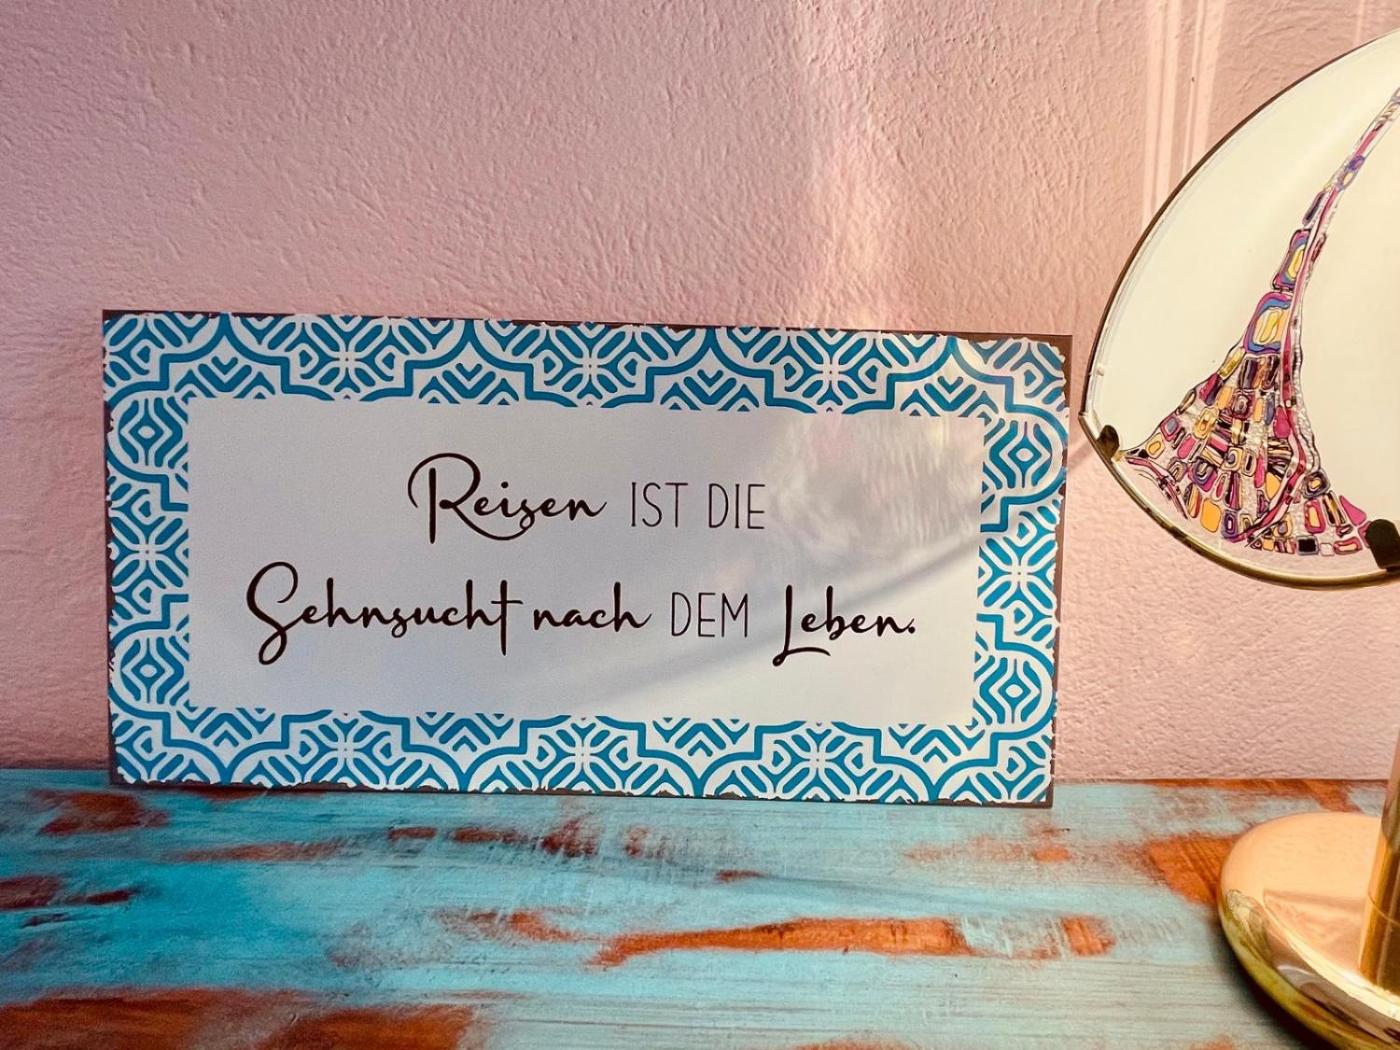 Reisen IST DIE
Sehnsucht nach DEM Leben.